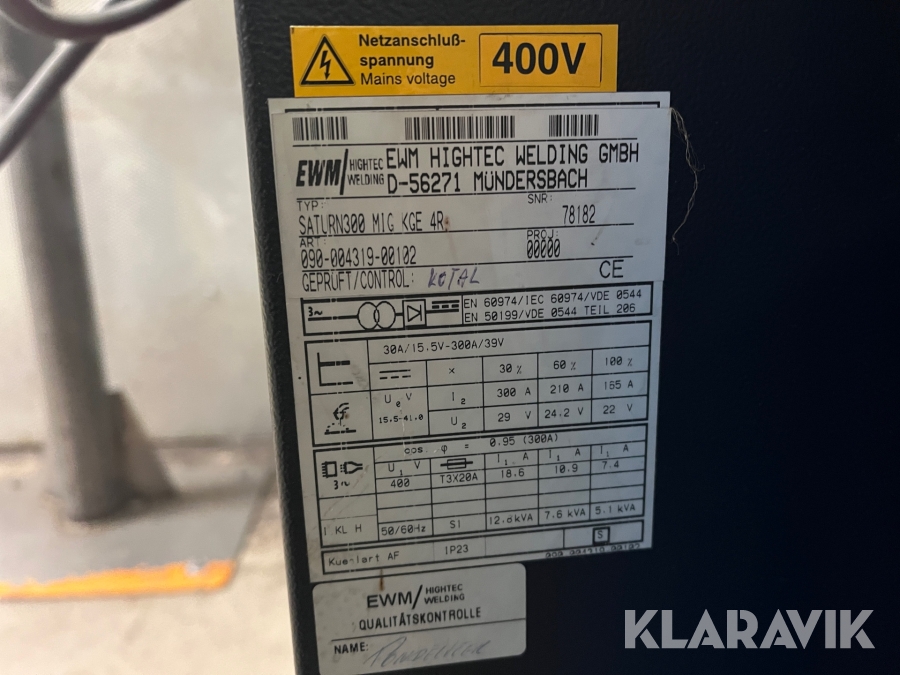 Netzanschluß-
spannung
Mains voltage
400V
EWM HIGHTEC WELDING
EWM HIGHTEC WELDING GMBH
D-56271 MÜNDERSBACH
TYP: SNR:
SATURN300 MIG KGE 4R 78182
ART: PROJ:
090-004319-00102 00000
GEPRÜFT/CONTROL: KOTAL CE
3~ EN 60974/IEC 60974/VDE 0544
EN 50199/VDE 0544 TEIL 206
30A/15.5V-300A/39V
X 30% 60% 100%
U₀ V I₂ 300 A 210 A 155 A
15.5-41.0 U₂ 29 V 24.2 V 22 V
cos φ = 0.95 (300A)
3~ U₁ V I₁ A I₁ A I₁ A
400 T3X20A 18.6 10.9 7.4
I KL H 50/60Hz SI 12.8kVA 7.6 kVA 5.1 kVA
Kuehlart AF IP23 S
EWM HIGHTEC WELDING
QUALITÄTSKONTROLLE
NAME:
KLARAVIK